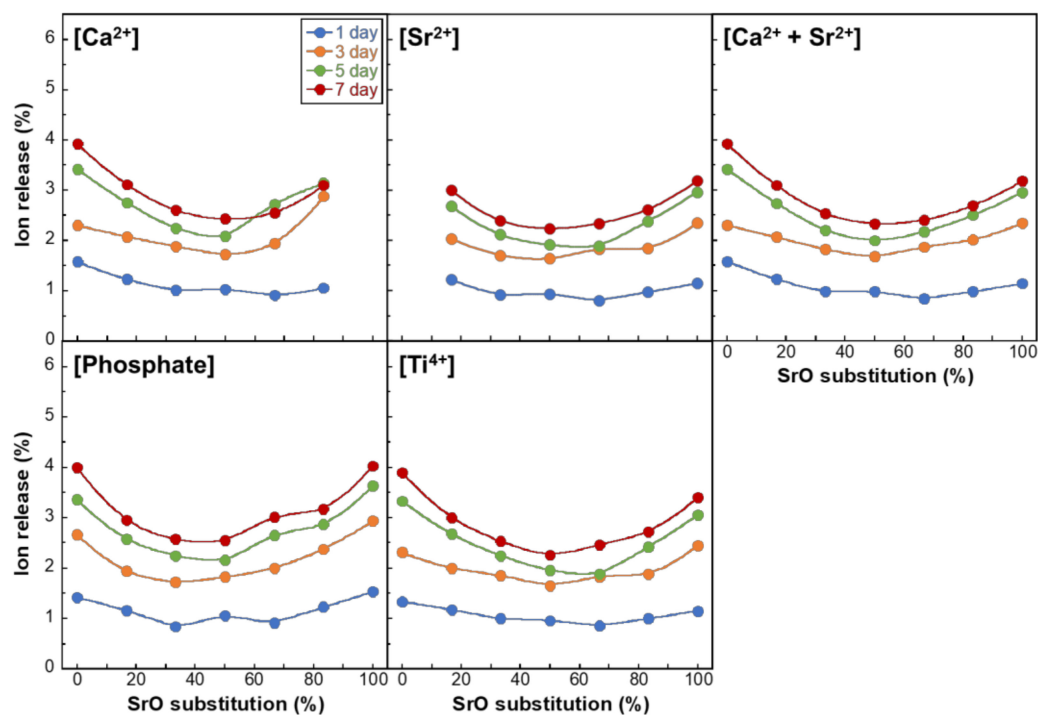 [Ca²⁺]
1 day
3 day
5 day
7 day
[Sr²⁺]
[Ca²⁺ + Sr²⁺]
Ion release (%)
6
5
4
3
2
1
0
0 20 40 60 80 100
SrO substitution (%)
[Phosphate]
[Ti⁴⁺]
Ion release (%)
6
5
4
3
2
1
0
0 20 40 60 80 100
SrO substitution (%)
0 20 40 60 80 100
SrO substitution (%)